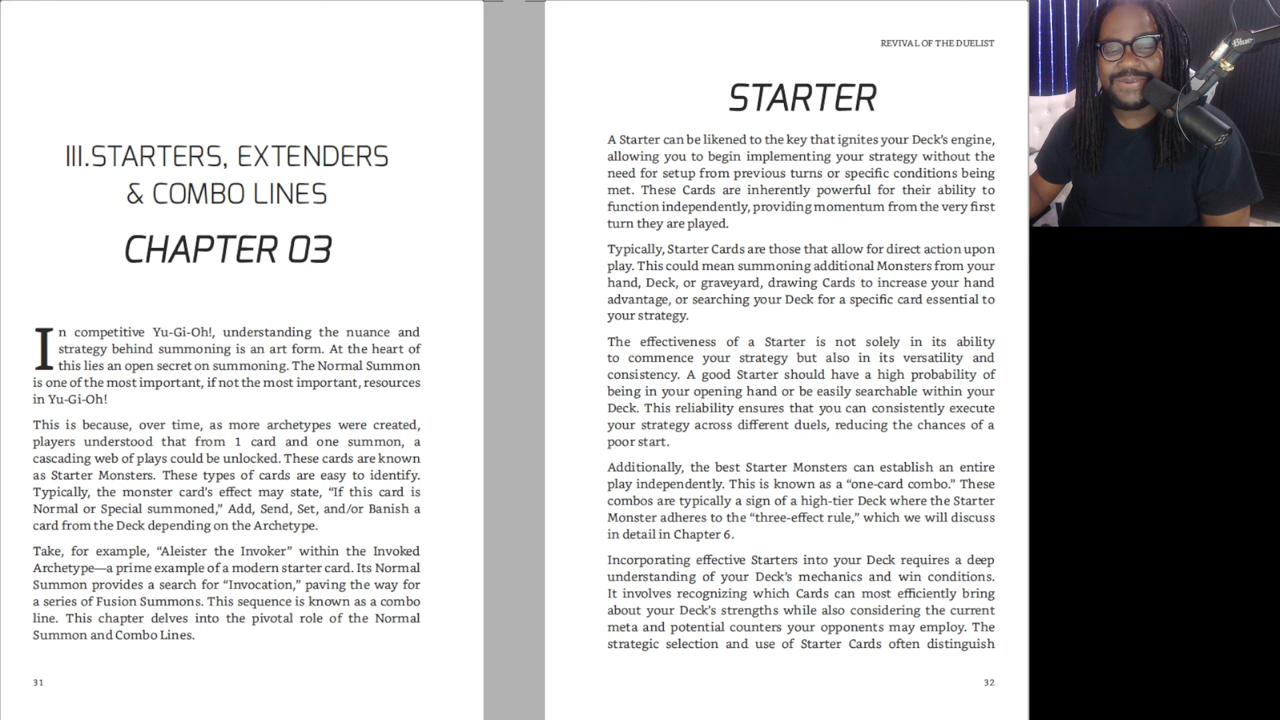 III.STARTERS, EXTENDERS
& COMBO LINES
CHAPTER 03
In competitive Yu-Gi-Oh!, understanding the nuance and
strategy behind summoning is an art form. At the heart of
this lies an open secret on summoning. The Normal Summon
is one of the most important, if not the most important, resources
in Yu-Gi-Oh!
This is because, over time, as more archetypes were created,
players understood that from 1 card and one summon, a
cascading web of plays could be unlocked. These cards are known
as Starter Monsters. These types of cards are easy to identify.
Typically, the monster card's effect may state, “If this card is
Normal or Special summoned,” Add, Send, Set, and/or Banish a
card from the Deck depending on the Archetype.
Take, for example, “Aleister the Invoker” within the Invoked
Archetype—a prime example of a modern starter card. Its Normal
Summon provides a search for “Invocation,” paving the way for
a series of Fusion Summons. This sequence is known as a combo
line. This chapter delves into the pivotal role of the Normal
Summon and Combo Lines.
31
REVIVAL OF THE DUELIST
STARTER
A Starter can be likened to the key that ignites your Deck's engine,
allowing you to begin implementing your strategy without the
need for setup from previous turns or specific conditions being
met. These Cards are inherently powerful for their ability to
function independently, providing momentum from the very first
turn they are played.
Typically, Starter Cards are those that allow for direct action upon
play. This could mean summoning additional Monsters from your
hand, Deck, or graveyard, drawing Cards to increase your hand
advantage, or searching your Deck for a specific card essential to
your strategy.
The effectiveness of a Starter is not solely in its ability
to commence your strategy but also in its versatility and
consistency. A good Starter should have a high probability of
being in your opening hand or be easily searchable within your
Deck. This reliability ensures that you can consistently execute
your strategy across different duels, reducing the chances of a
poor start.
Additionally, the best Starter Monsters can establish an entire
play independently. This is known as a “one-card combo.” These
combos are typically a sign of a high-tier Deck where the Starter
Monster adheres to the “three-effect rule,” which we will discuss
in detail in Chapter 6.
Incorporating effective Starters into your Deck requires a deep
understanding of your Deck's mechanics and win conditions.
It involves recognizing which Cards can most efficiently bring
about your Deck's strengths while also considering the current
meta and potential counters your opponents may employ. The
strategic selection and use of Starter Cards often distinguish
32
Blue